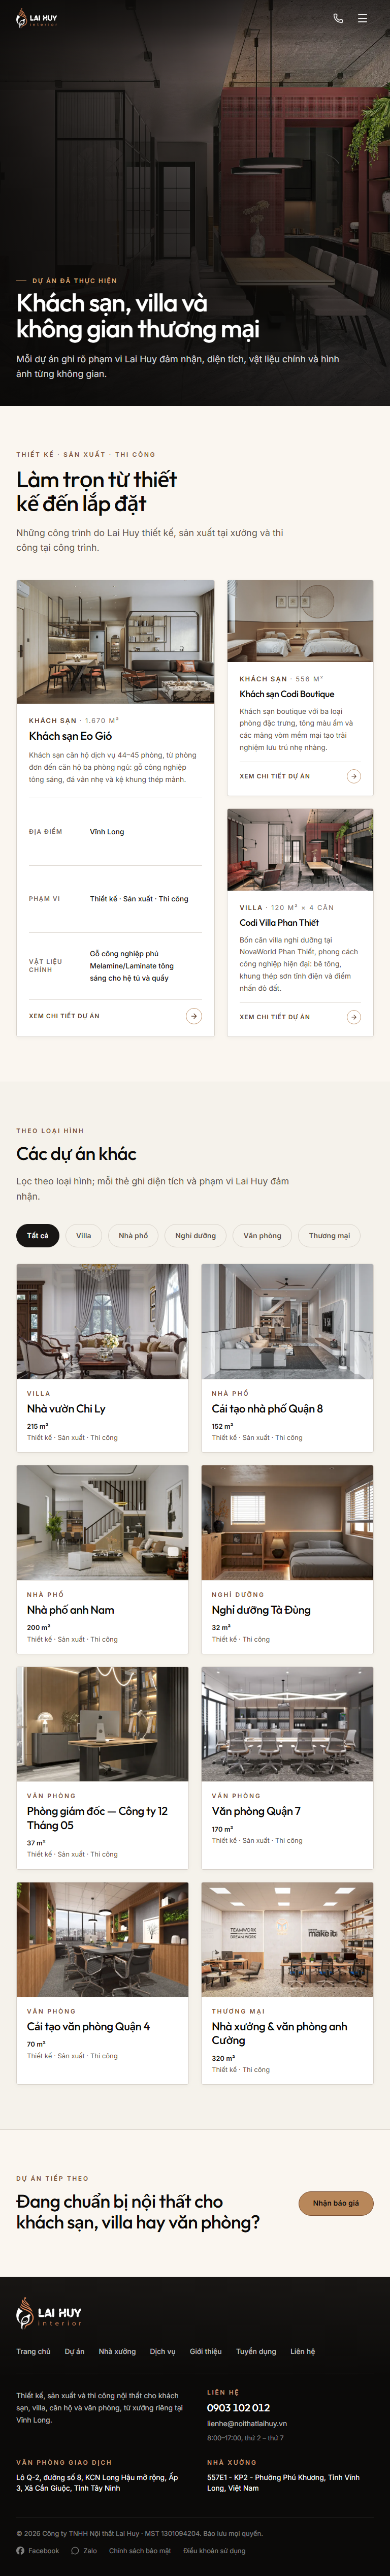 LAI HUY
interior
DỰ ÁN ĐÃ THỰC HIỆN
Khách sạn, villa và
không gian thương mại
Mỗi dự án ghi rõ phạm vi Lai Huy đảm nhận, diện tích, vật liệu chính và hình
ảnh từng không gian.
THIẾT KẾ · SẢN XUẤT · THI CÔNG
Làm trọn từ thiết
kế đến lắp đặt
Những công trình do Lai Huy thiết kế, sản xuất tại xưởng và thi
công tại công trình.
KHÁCH SẠN · 1.670 M²
Khách sạn Eo Gió
Khách sạn căn hộ dịch vụ 44–45 phòng, từ phòng
đơn đến căn hộ ba phòng ngủ: gỗ công nghiệp
tông sáng, đá vân nhẹ và kệ khung thép mảnh.
ĐỊA ĐIỂM
Vĩnh Long
PHẠM VI
Thiết kế · Sản xuất · Thi công
VẬT LIỆU
CHÍNH
Gỗ công nghiệp phủ
Melamine/Laminate tông
sáng cho hệ tủ và quầy
XEM CHI TIẾT DỰ ÁN
KHÁCH SẠN · 556 M²
Khách sạn Codi Boutique
Khách sạn boutique với ba loại
phòng đặc trưng, tông màu ấm và
các mảng vòm mềm mại tạo trải
nghiệm lưu trú nhẹ nhàng.
XEM CHI TIẾT DỰ ÁN
VILLA · 120 M² × 4 CĂN
Codi Villa Phan Thiết
Bốn căn villa nghỉ dưỡng tại
NovaWorld Phan Thiết, phong cách
công nghiệp hiện đại: bê tông,
khung thép sơn tĩnh điện và điểm
nhấn đỏ đất.
XEM CHI TIẾT DỰ ÁN
THEO LOẠI HÌNH
Các dự án khác
Lọc theo loại hình; mỗi thẻ ghi diện tích và phạm vi Lai Huy đảm
nhận.
Tất cả
Villa
Nhà phố
Nghỉ dưỡng
Văn phòng
Thương mại
VILLA
Nhà vườn Chi Ly
215 m²
Thiết kế · Sản xuất · Thi công
NHÀ PHỐ
Cải tạo nhà phố Quận 8
152 m²
Thiết kế · Sản xuất · Thi công
NHÀ PHỐ
Nhà phố anh Nam
200 m²
Thiết kế · Sản xuất · Thi công
NGHỈ DƯỠNG
Nghỉ dưỡng Tà Đùng
32 m²
Thiết kế · Thi công
VĂN PHÒNG
Phòng giám đốc — Công ty 12
Tháng 05
37 m²
Thiết kế · Sản xuất · Thi công
VĂN PHÒNG
Văn phòng Quận 7
170 m²
Thiết kế · Sản xuất · Thi công
VĂN PHÒNG
Cải tạo văn phòng Quận 4
70 m²
Thiết kế · Sản xuất · Thi công
TEAMWORK
DREAM WORK
make it
THƯƠNG MẠI
Nhà xưởng & văn phòng anh
Cường
320 m²
Thiết kế · Thi công
DỰ ÁN TIẾP THEO
Đang chuẩn bị nội thất cho
khách sạn, villa hay văn phòng?
Nhận báo giá
LAI HUY
interior
Trang chủ
Dự án
Nhà xưởng
Dịch vụ
Giới thiệu
Tuyển dụng
Liên hệ
Thiết kế, sản xuất và thi công nội thất cho khách
sạn, villa, căn hộ và văn phòng, từ xưởng riêng tại
Vĩnh Long.
LIÊN HỆ
0903 102 012
lienhe@noithatlaihuy.vn
8:00–17:00, thứ 2 – thứ 7
VĂN PHÒNG GIAO DỊCH
Lô Q-2, đường số 8, KCN Long Hậu mở rộng, Ấp
3, Xã Cần Giuộc, Tỉnh Tây Ninh
NHÀ XƯỞNG
557E1 - KP2 - Phường Phú Khương, Tỉnh Vĩnh
Long, Việt Nam
© 2026 Công ty TNHH Nội thất Lai Huy · MST 1301094204. Bảo lưu mọi quyền.
Facebook
Zalo
Chính sách bảo mật
Điều khoản sử dụng